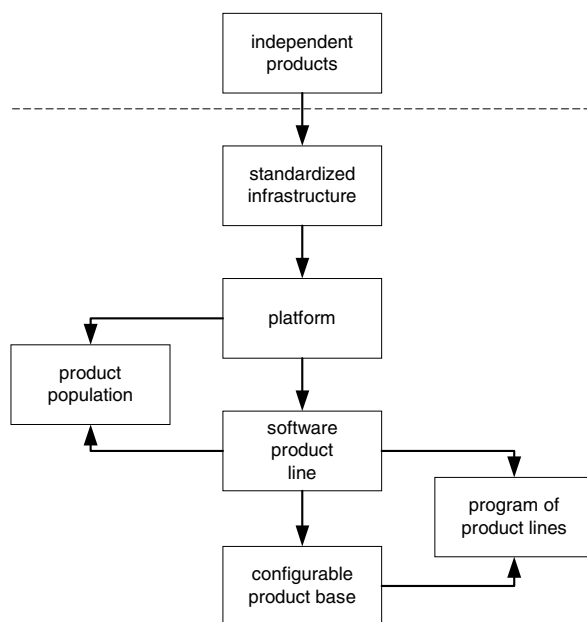 independent
products
standardized
infrastructure
platform
product
population
software
product
line
program of
product lines
configurable
product base